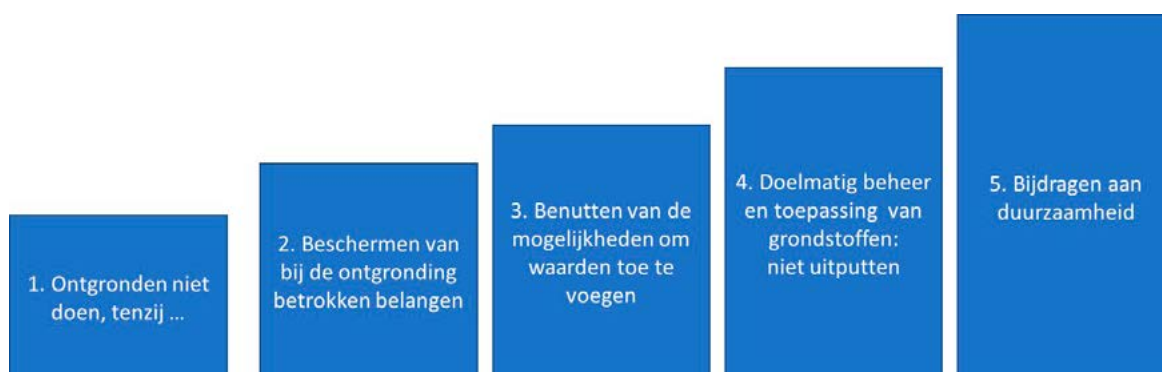 1. Ontgronden niet
doen, tenzij ...
2. Beschermen van
bij de ontgronding
betrokken belangen
3. Benutten van de
mogelijkheden om
waarden toe te
voegen
4. Doelmatig beheer
en toepassing van
grondstoffen:
niet uitputten
5. Bijdragen aan
duurzaamheid